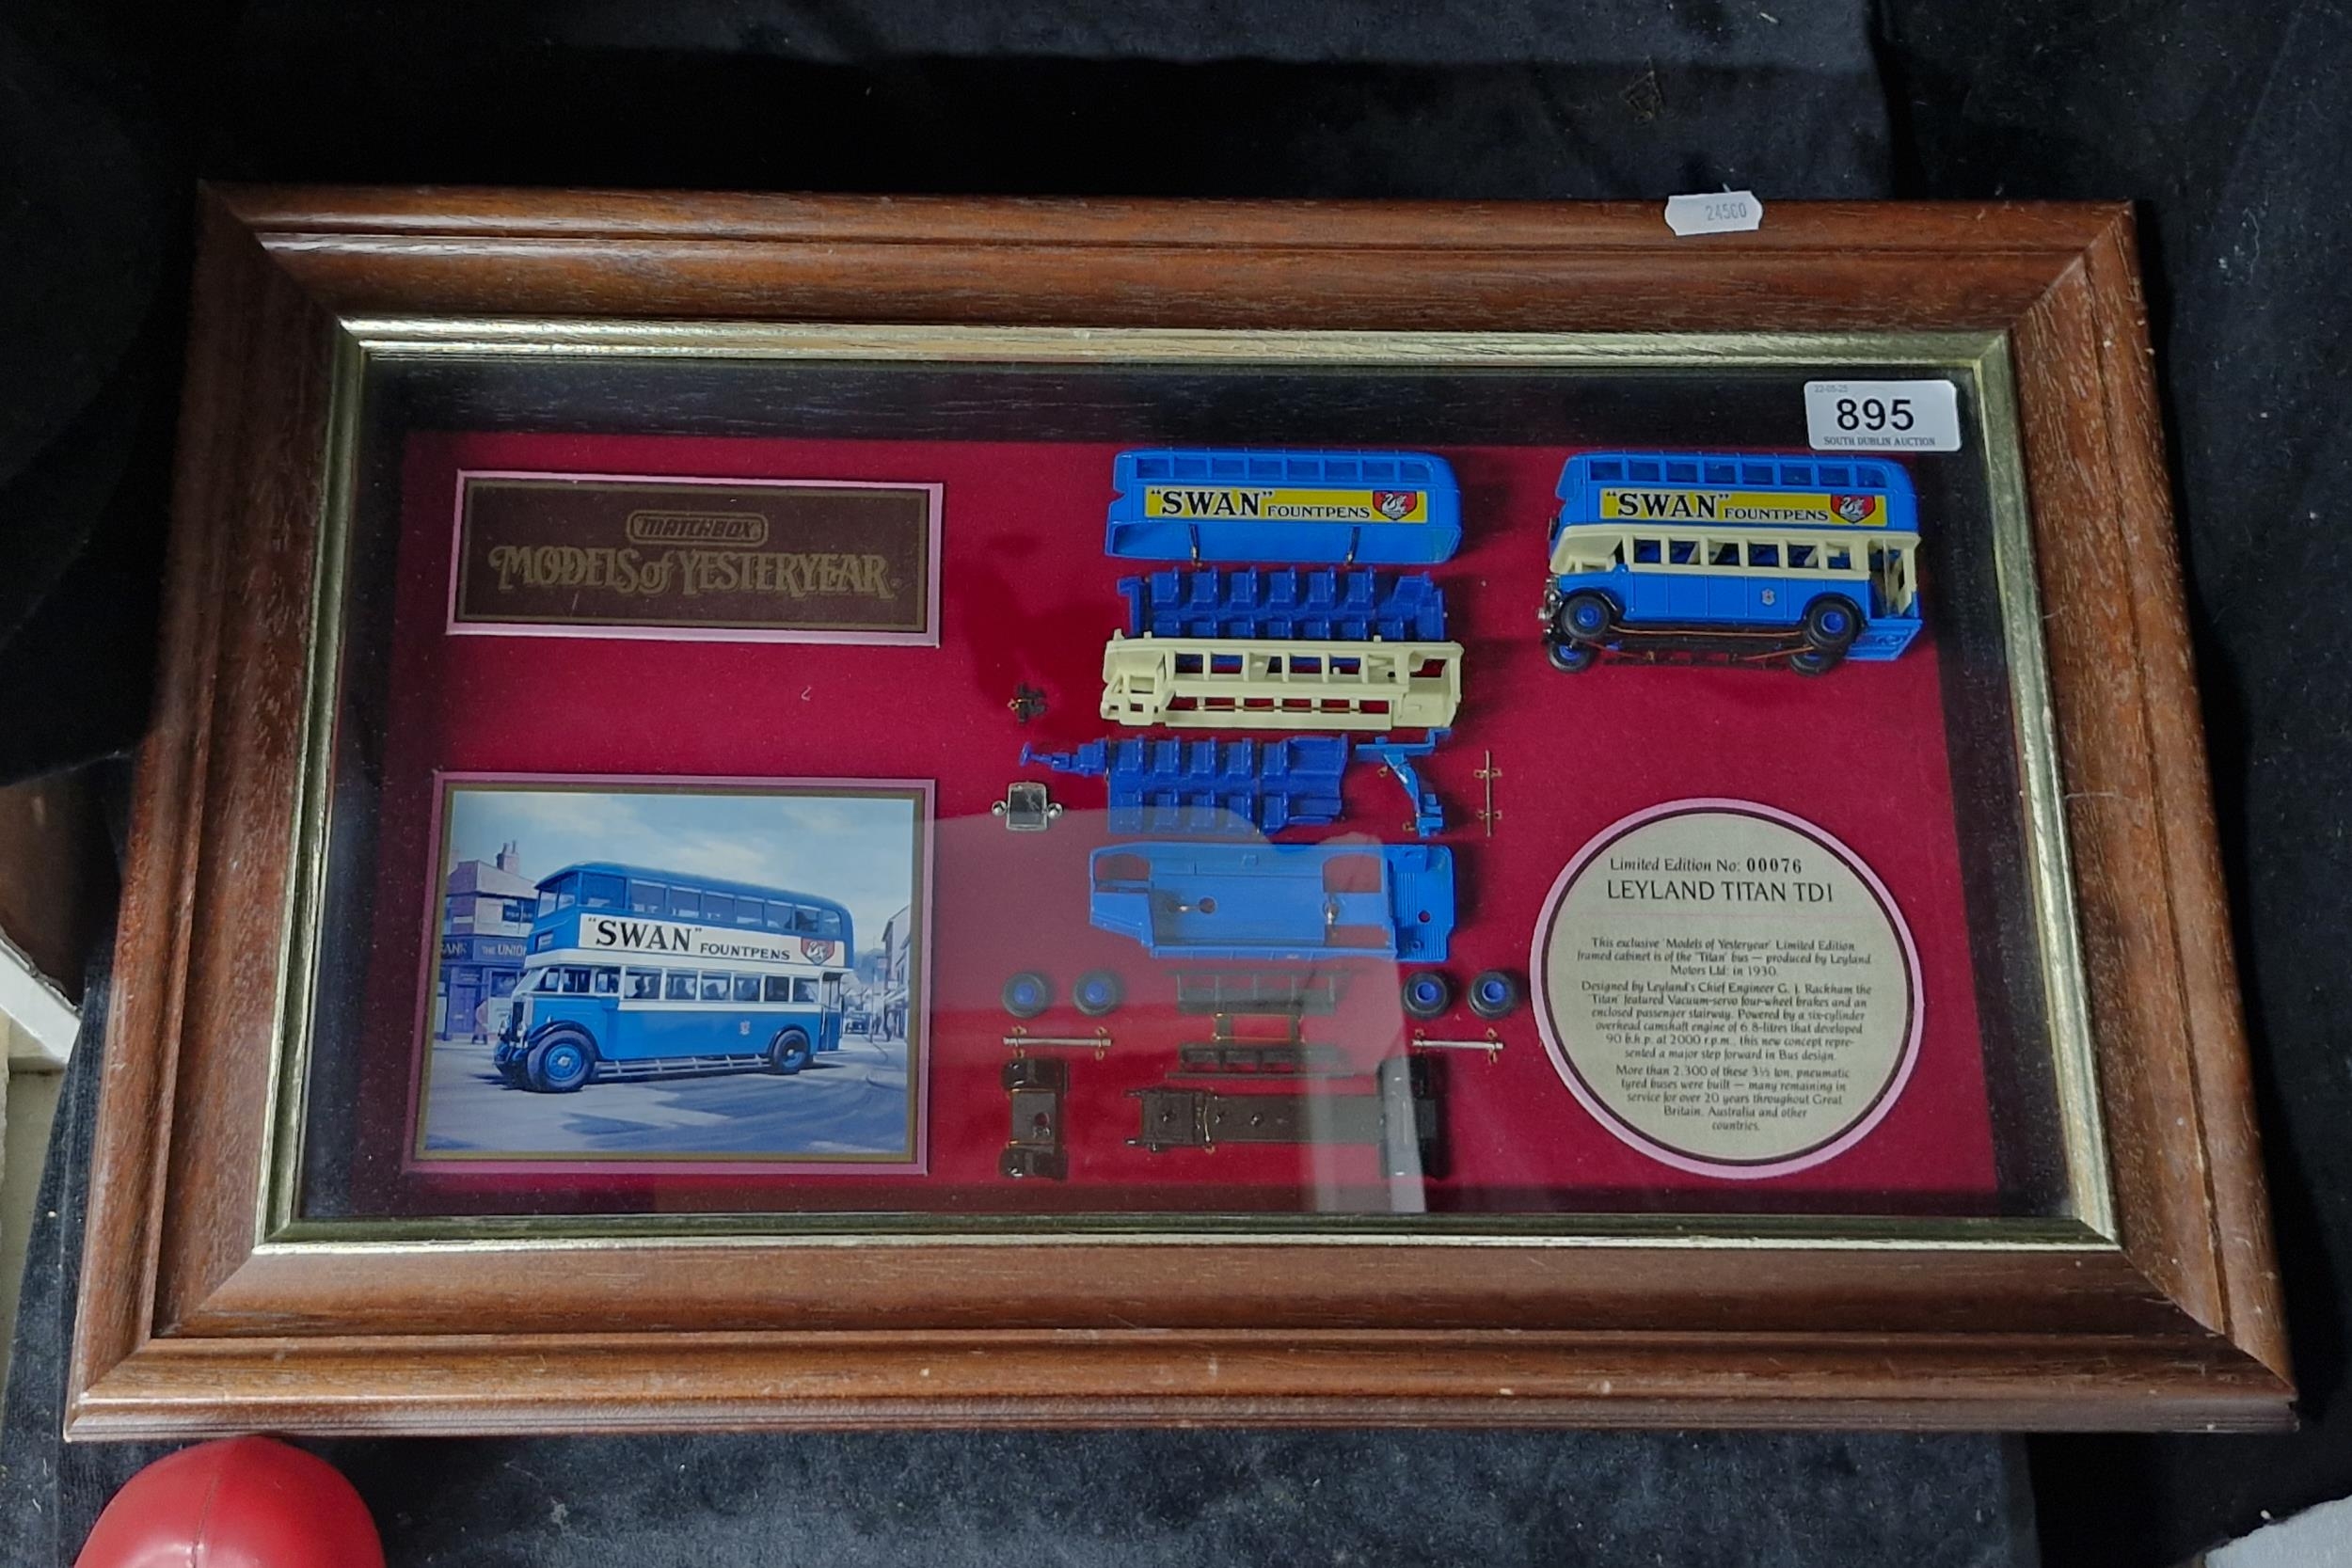 24560
22-05-25
895
SOUTH DUBLIN AUCTION
MATCHBOX
MODELS of YESTERYEAR
"SWAN" FOUNTPENS
"SWAN" FOUNTPENS
BANK THE UNION
"SWAN" FOUNTPENS
Limited Edition No: 00076
LEYLAND TITAN TD1
This exclusive 'Models of Yesteryear' Limited Edition
framed cabinet is of the 'Titan' bus — produced by Leyland
Motors Ltd: in 1930.
Designed by Leyland's Chief Engineer G. J. Rackham the
'Titan' featured Vacuum-servo four-wheel brakes and an
enclosed passenger stairway. Powered by a six-cylinder
overhead camshaft engine of 6.8-litres that developed
90 b.h.p. at 2000 r.p.m., this new concept repre-
sented a major step forward in Bus design.
More than 2,300 of these 3½ ton, pneumatic
tyred buses were built — many remaining in
service for over 20 years throughout Great
Britain, Australia and other
countries.